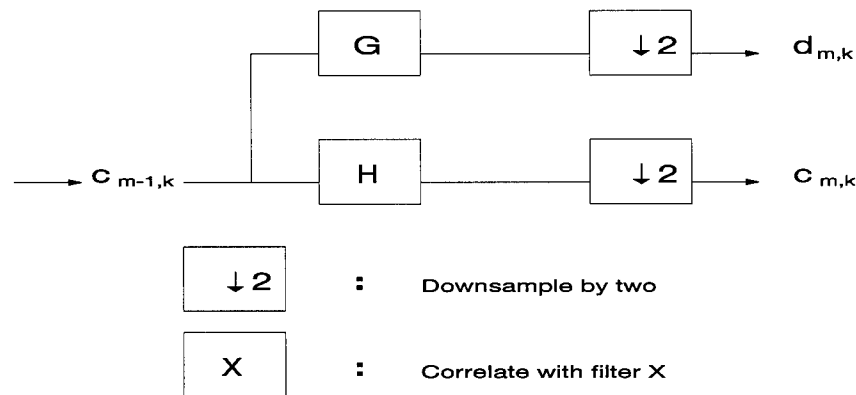 G ↓2 d m,k
c m-1,k H ↓2 c m,k
↓2 : Downsample by two
X : Correlate with filter X